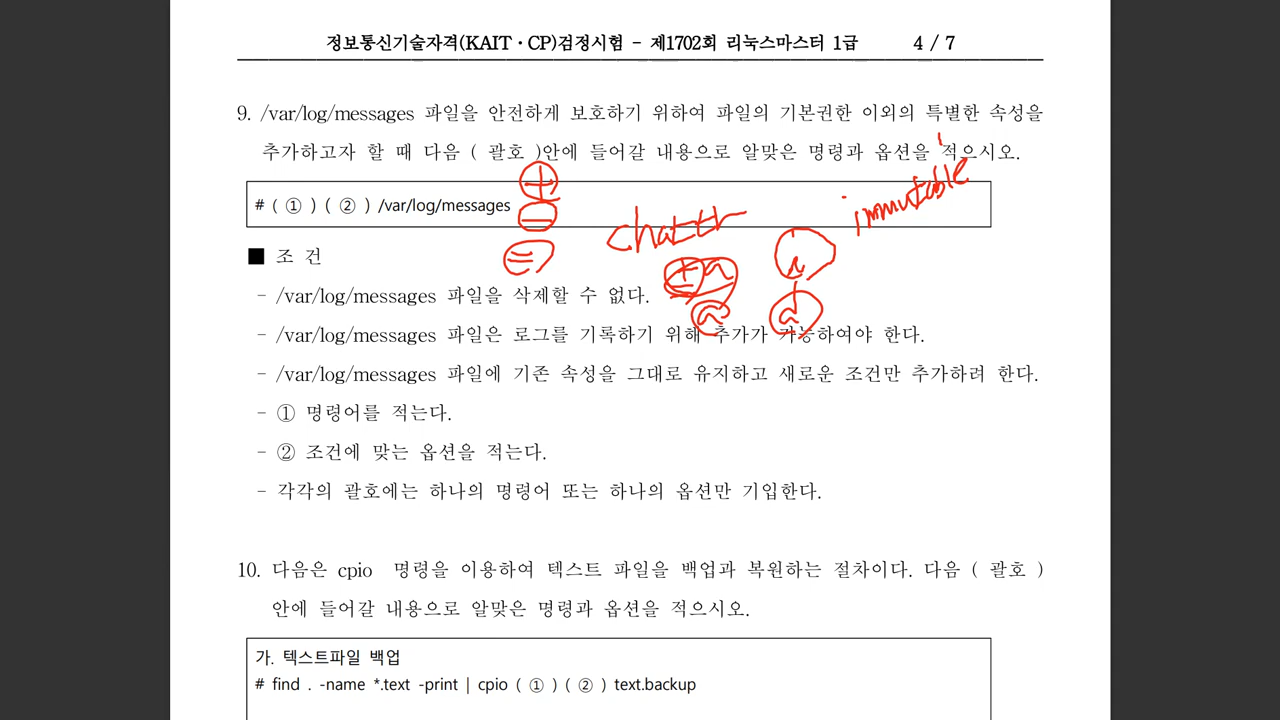 정보통신기술자격(KAIT・CP)검정시험 - 제1702회 리눅스마스터 1급 4 / 7
9. /var/log/messages 파일을 안전하게 보호하기 위하여 파일의 기본권한 이외의 특별한 속성을
추가하고자 할 때 다음 ( 괄호 )안에 들어갈 내용으로 알맞은 명령과 옵션을 적으시오.
immutable
+
# ( ① ) ( ② ) /var/log/messages
-
chattr
=
i
■ 조 건
+a
- /var/log/messages 파일을 삭제할 수 없다.
a
- /var/log/messages 파일은 로그를 기록하기 위해 추가가 가능하여야 한다.
- /var/log/messages 파일에 기존 속성을 그대로 유지하고 새로운 조건만 추가하려 한다.
- ① 명령어를 적는다.
- ② 조건에 맞는 옵션을 적는다.
- 각각의 괄호에는 하나의 명령어 또는 하나의 옵션만 기입한다.
10. 다음은 cpio 명령을 이용하여 텍스트 파일을 백업과 복원하는 절차이다. 다음 ( 괄호 )
안에 들어갈 내용으로 알맞은 명령과 옵션을 적으시오.
가. 텍스트파일 백업
# find . -name *.text -print | cpio ( ① ) ( ② ) text.backup